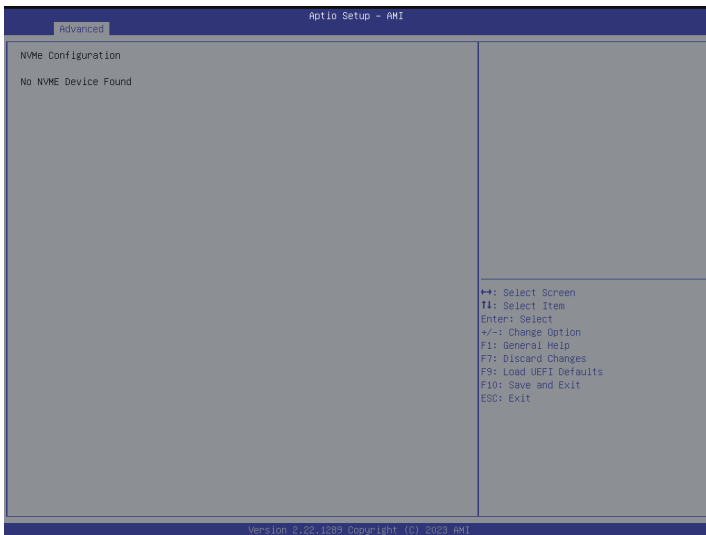 Aptio Setup – AMI
Advanced
NVMe Configuration
No NVME Device Found
↔: Select Screen
↑↓: Select Item
Enter: Select
+/-: Change Option
F1: General Help
F7: Discard Changes
F9: Load UEFI Defaults
F10: Save and Exit
ESC: Exit
Version 2.22.1289 Copyright (C) 2023 AMI